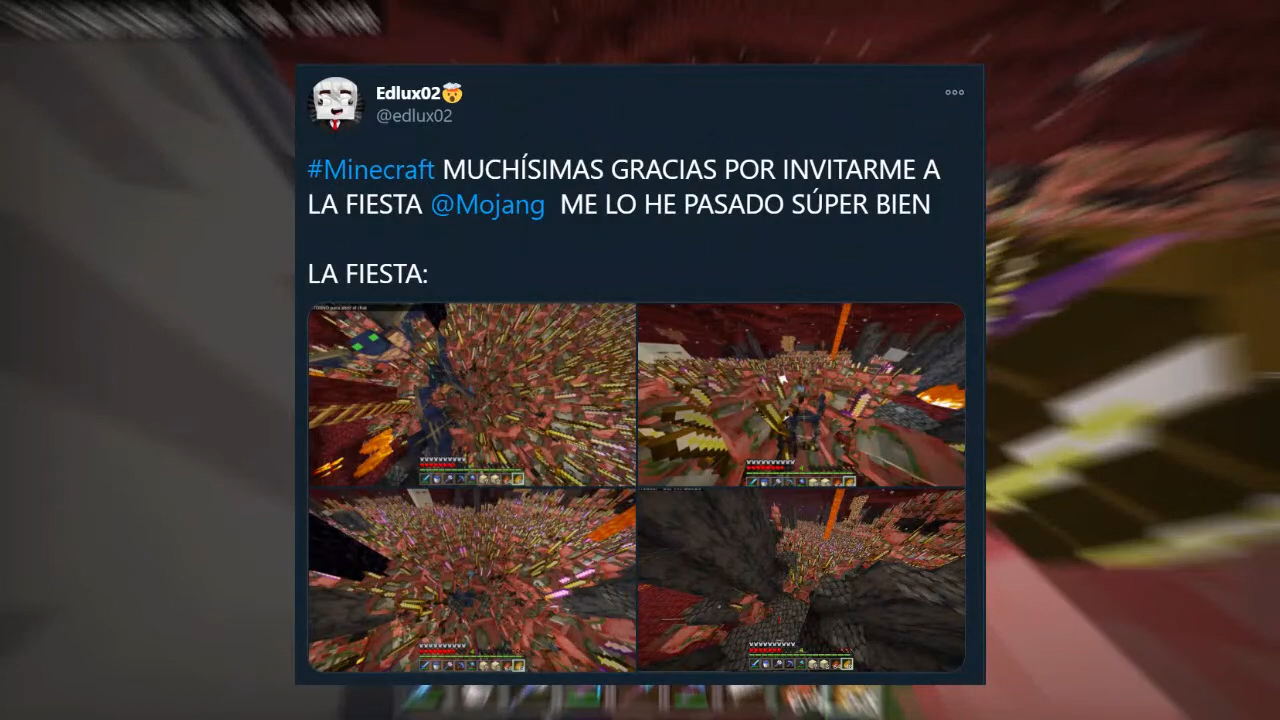 Edlux02🤯
@edlux02
#Minecraft MUCHÍSIMAS GRACIAS POR INVITARME A
LA FIESTA @Mojang ME LO HE PASADO SÚPER BIEN
LA FIESTA: